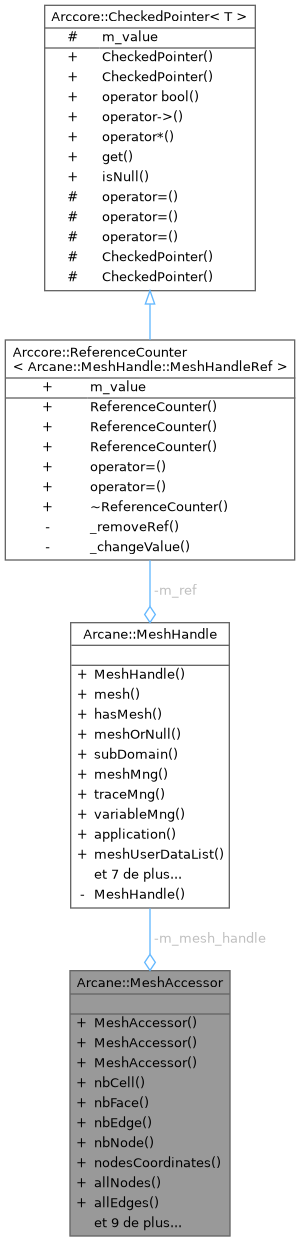 Arccore::CheckedPointer< T >
# m_value
+ CheckedPointer()
+ CheckedPointer()
+ operator bool()
+ operator->()
+ operator*()
+ get()
+ isNull()
# operator=()
# operator=()
# operator=()
# CheckedPointer()
# CheckedPointer()
Arccore::ReferenceCounter
< Arcane::MeshHandle::MeshHandleRef >
+ m_value
+ ReferenceCounter()
+ ReferenceCounter()
+ ReferenceCounter()
+ operator=()
+ operator=()
+ ~ReferenceCounter()
- _removeRef()
- _changeValue()
-m_ref
Arcane::MeshHandle
+ MeshHandle()
+ mesh()
+ hasMesh()
+ meshOrNull()
+ subDomain()
+ meshMng()
+ traceMng()
+ variableMng()
+ application()
+ meshUserDataList()
et 7 de plus...
- MeshHandle()
-m_mesh_handle
Arcane::MeshAccessor
+ MeshAccessor()
+ MeshAccessor()
+ MeshAccessor()
+ nbCell()
+ nbFace()
+ nbEdge()
+ nbNode()
+ nodesCoordinates()
+ allNodes()
+ allEdges()
et 9 de plus...